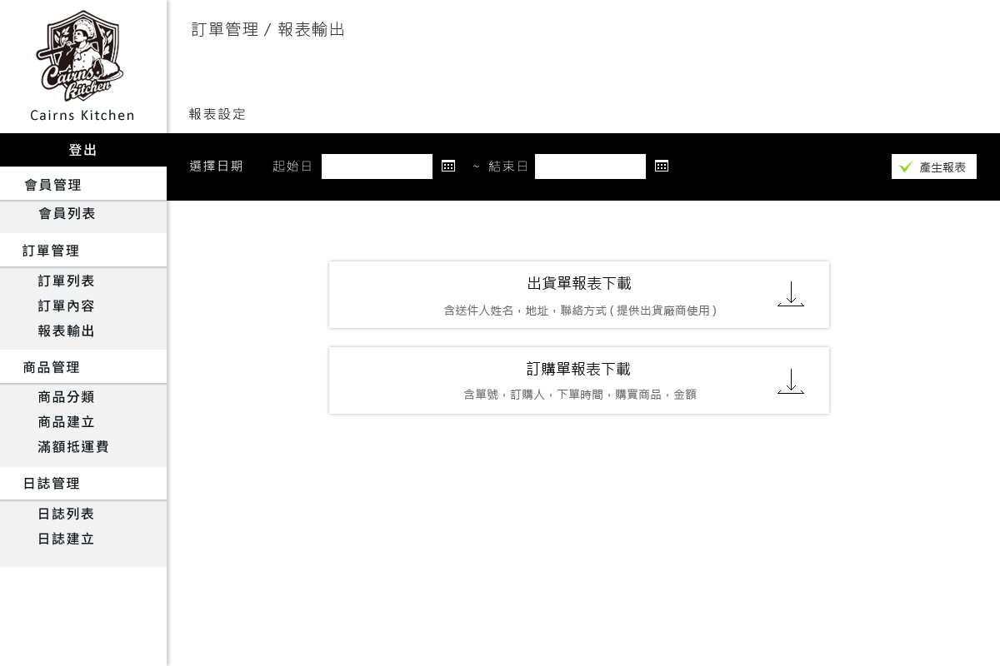 Cairns
Kitchen
Cairns Kitchen
登出
會員管理
會員列表
訂單管理
訂單列表
訂單內容
報表輸出
商品管理
商品分類
商品建立
滿額抵運費
日誌管理
日誌列表
日誌建立
訂單管理 / 報表輸出
報表設定
選擇日期 起始日 ~ 結束日 產生報表
出貨單報表下載
含送件人姓名，地址，聯絡方式 ( 提供出貨廠商使用 )
訂購單報表下載
含單號，訂購人，下單時間，購買商品，金額